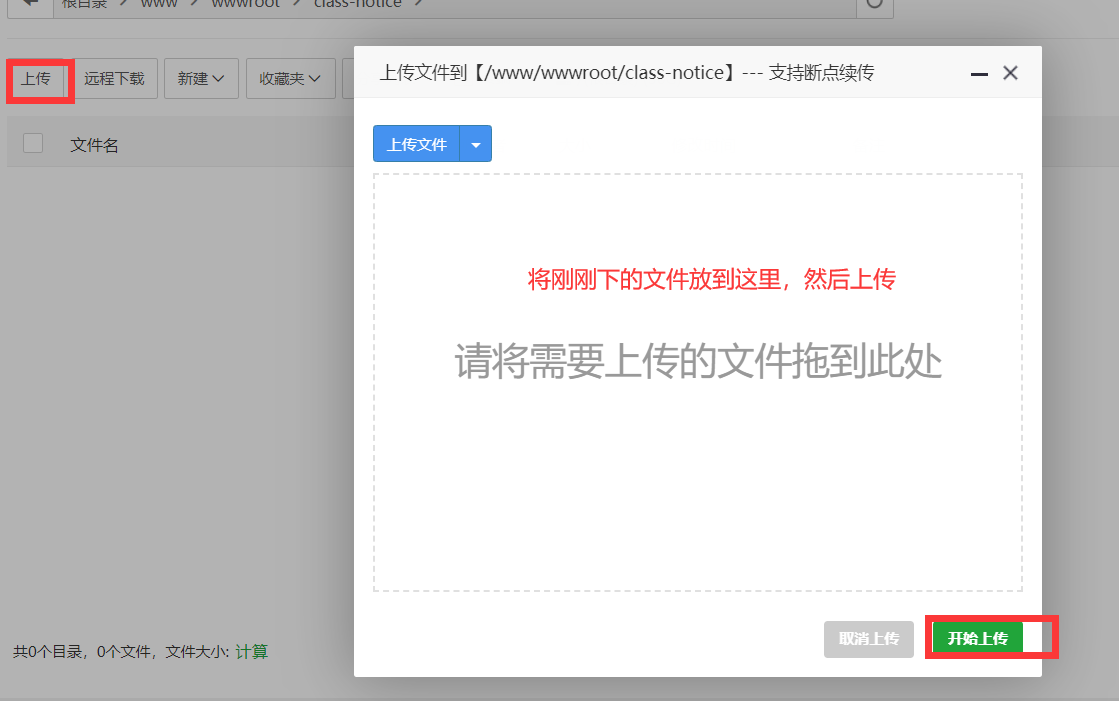 根目录 > www > wwwroot > class-notice >
上传 远程下载 新建 收藏夹
文件名
上传文件到【/www/wwwroot/class-notice】--- 支持断点续传
上传文件
将刚刚下的文件放到这里，然后上传
请将需要上传的文件拖到此处
共0个目录，0个文件，文件大小: 计算
取消上传 开始上传